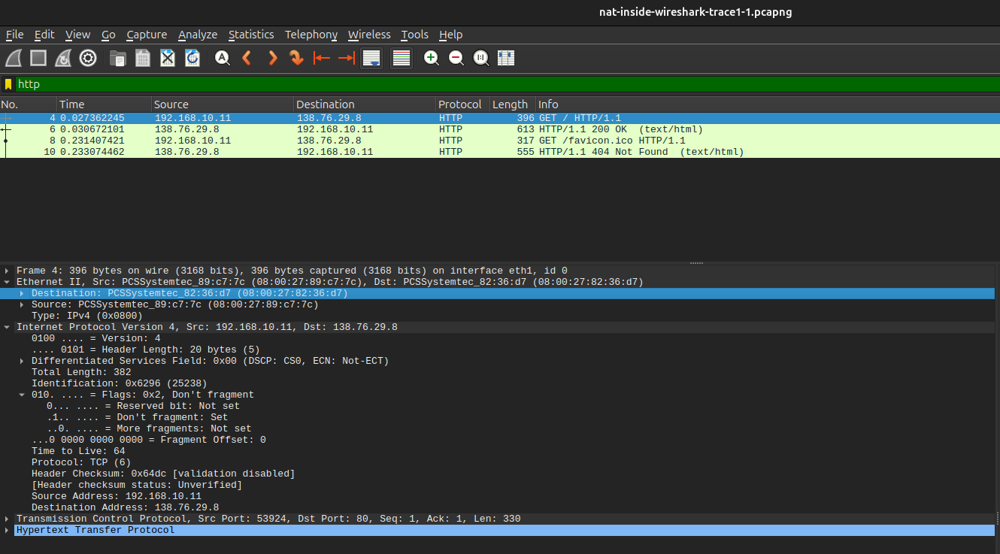 nat-inside-wireshark-trace1-1.pcapng
File Edit View Go Capture Analyze Statistics Telephony Wireless Tools Help
http
No. Time Source Destination Protocol Length Info
4 0.027362245 192.168.10.11 138.76.29.8 HTTP 396 GET / HTTP/1.1
6 0.030672101 138.76.29.8 192.168.10.11 HTTP 613 HTTP/1.1 200 OK (text/html)
8 0.231407421 192.168.10.11 138.76.29.8 HTTP 317 GET /favicon.ico HTTP/1.1
10 0.233074462 138.76.29.8 192.168.10.11 HTTP 555 HTTP/1.1 404 Not Found (text/html)
Frame 4: 396 bytes on wire (3168 bits), 396 bytes captured (3168 bits) on interface eth1, id 0
Ethernet II, Src: PCSSystemtec_89:c7:7c (08:00:27:89:c7:7c), Dst: PCSSystemtec_82:36:d7 (08:00:27:82:36:d7)
Destination: PCSSystemtec_82:36:d7 (08:00:27:82:36:d7)
Source: PCSSystemtec_89:c7:7c (08:00:27:89:c7:7c)
Type: IPv4 (0x0800)
Internet Protocol Version 4, Src: 192.168.10.11, Dst: 138.76.29.8
0100 .... = Version: 4
.... 0101 = Header Length: 20 bytes (5)
Differentiated Services Field: 0x00 (DSCP: CS0, ECN: Not-ECT)
Total Length: 382
Identification: 0x6296 (25238)
010. .... = Flags: 0x2, Don't fragment
0... .... = Reserved bit: Not set
.1.. .... = Don't fragment: Set
..0. .... = More fragments: Not set
...0 0000 0000 0000 = Fragment Offset: 0
Time to Live: 64
Protocol: TCP (6)
Header Checksum: 0x64dc [validation disabled]
[Header checksum status: Unverified]
Source Address: 192.168.10.11
Destination Address: 138.76.29.8
Transmission Control Protocol, Src Port: 53924, Dst Port: 80, Seq: 1, Ack: 1, Len: 330
Hypertext Transfer Protocol